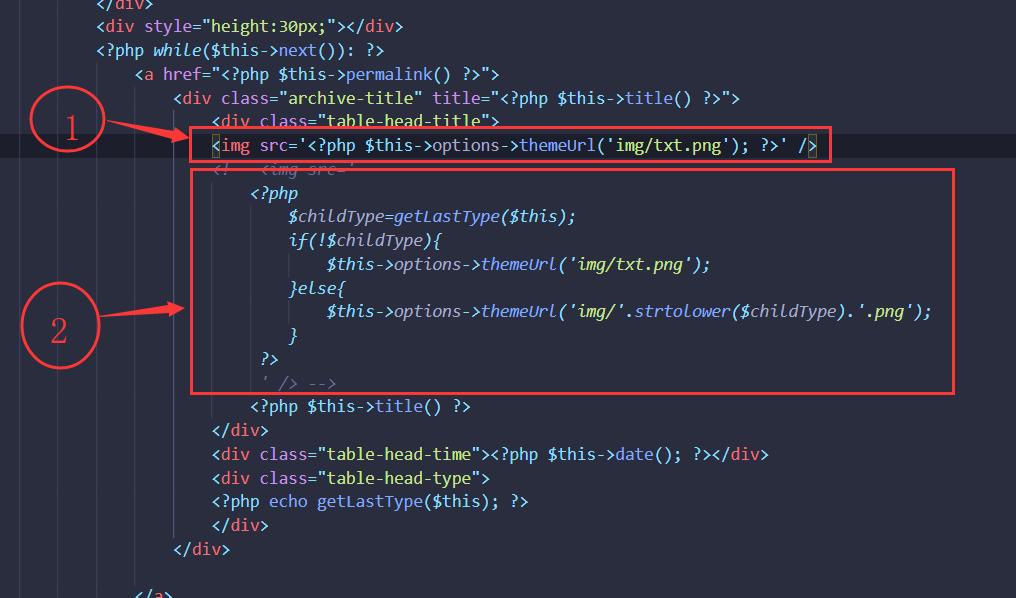 </div>
<div style="height:30px;"></div>
<?php while($this->next()): ?>
<a href="<?php $this->permalink() ?>">
<div class="archive-title" title="<?php $this->title() ?>">
<div class="table-head-title">
1
<img src='<?php $this->options->themeUrl('img/txt.png'); ?>' />
<!-- <img src='
<?php
$childType=getLastType($this);
if(!$childType){
$this->options->themeUrl('img/txt.png');
}else{
2
$this->options->themeUrl('img/'.strtolower($childType).'.png');
}
?>
' /> -->
<?php $this->title() ?>
</div>
<div class="table-head-time"><?php $this->date(); ?></div>
<div class="table-head-type">
<?php echo getLastType($this); ?>
</div>
</div>
</a>